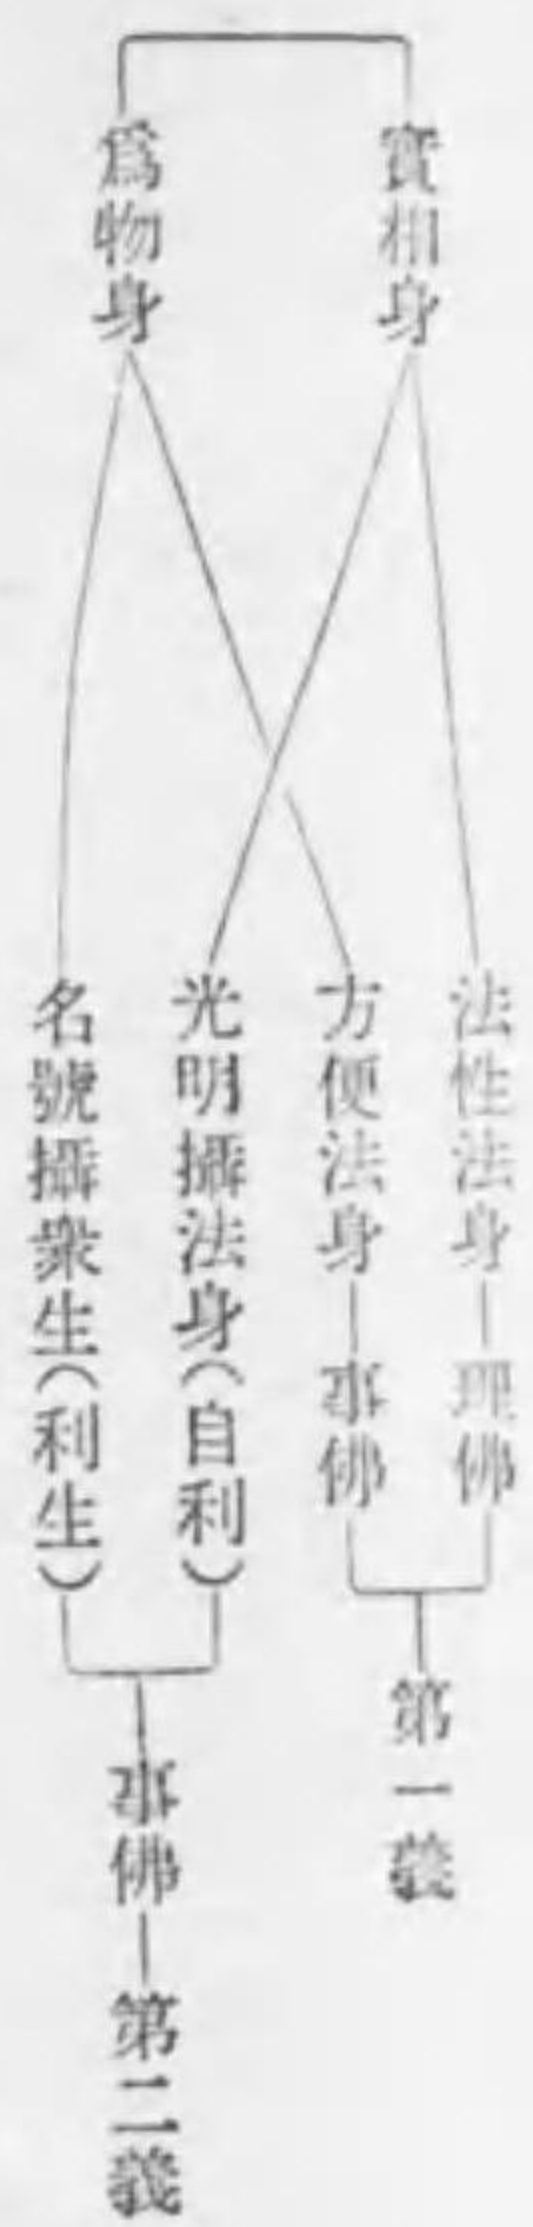 實相身
爲物身
法性法身
理佛
方便法身
事佛
第一義
光明攝法身(自利)
名號攝衆生(利生)
事佛
第二義